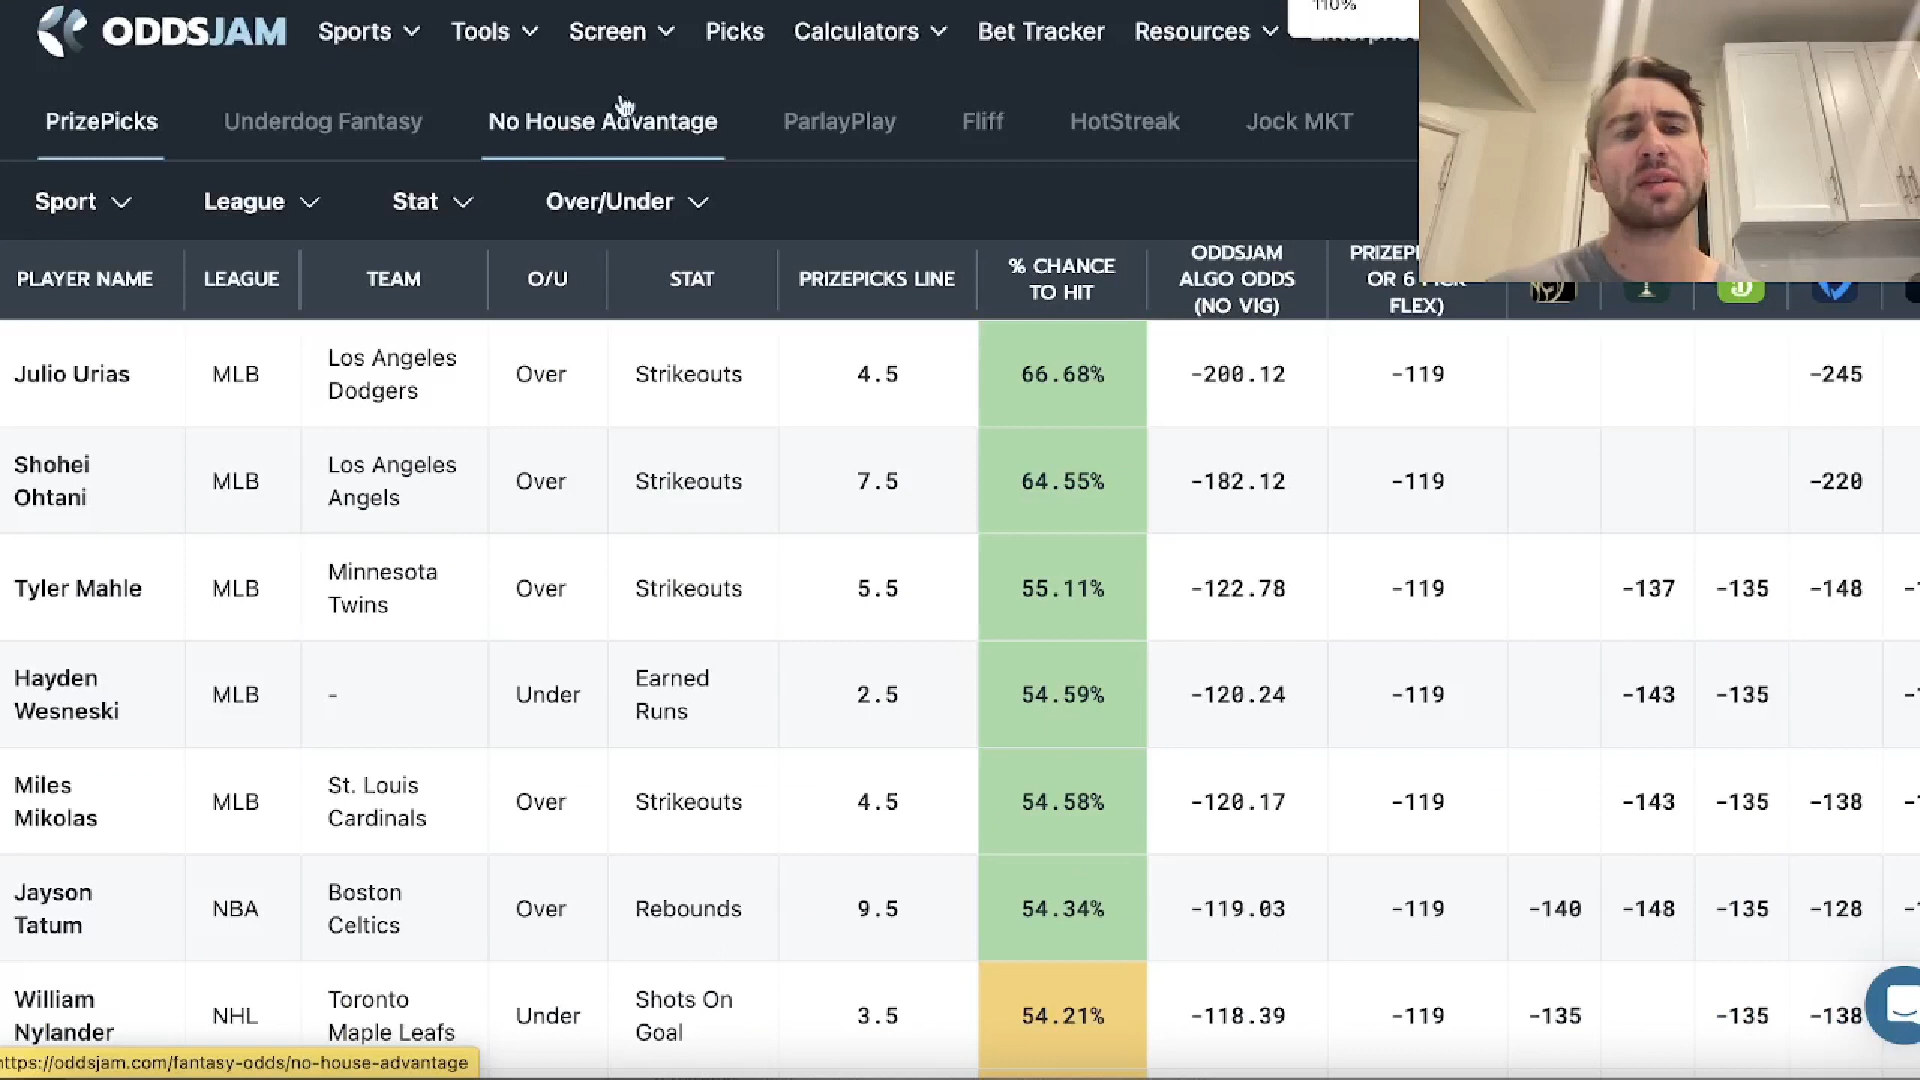 ODDSJAM Sports Tools Screen Picks Calculators Bet Tracker Resources
110%
PrizePicks Underdog Fantasy No House Advantage ParlayPlay Fliff HotStreak Jock MKT
Sport League Stat Over/Under
PLAYER NAME LEAGUE TEAM O/U STAT PRIZEPICKS LINE % CHANCE TO HIT ODDSJAM ALGO ODDS (NO VIG) OR 6 PICK FLEX)
Julio Urias MLB Los Angeles Dodgers Over Strikeouts 4.5 66.68% -200.12 -119 -245
Shohei Ohtani MLB Los Angeles Angels Over Strikeouts 7.5 64.55% -182.12 -119 -220
Tyler Mahle MLB Minnesota Twins Over Strikeouts 5.5 55.11% -122.78 -119 -137 -135 -148
Hayden Wesneski MLB - Under Earned Runs 2.5 54.59% -120.24 -119 -143 -135
Miles Mikolas MLB St. Louis Cardinals Over Strikeouts 4.5 54.58% -120.17 -119 -143 -135 -138
Jayson Tatum NBA Boston Celtics Over Rebounds 9.5 54.34% -119.03 -119 -140 -148 -135 -128
William Nylander NHL Toronto Maple Leafs Under Shots On Goal 3.5 54.21% -118.39 -119 -135 -135 -138
https://oddsjam.com/fantasy-odds/no-house-advantage